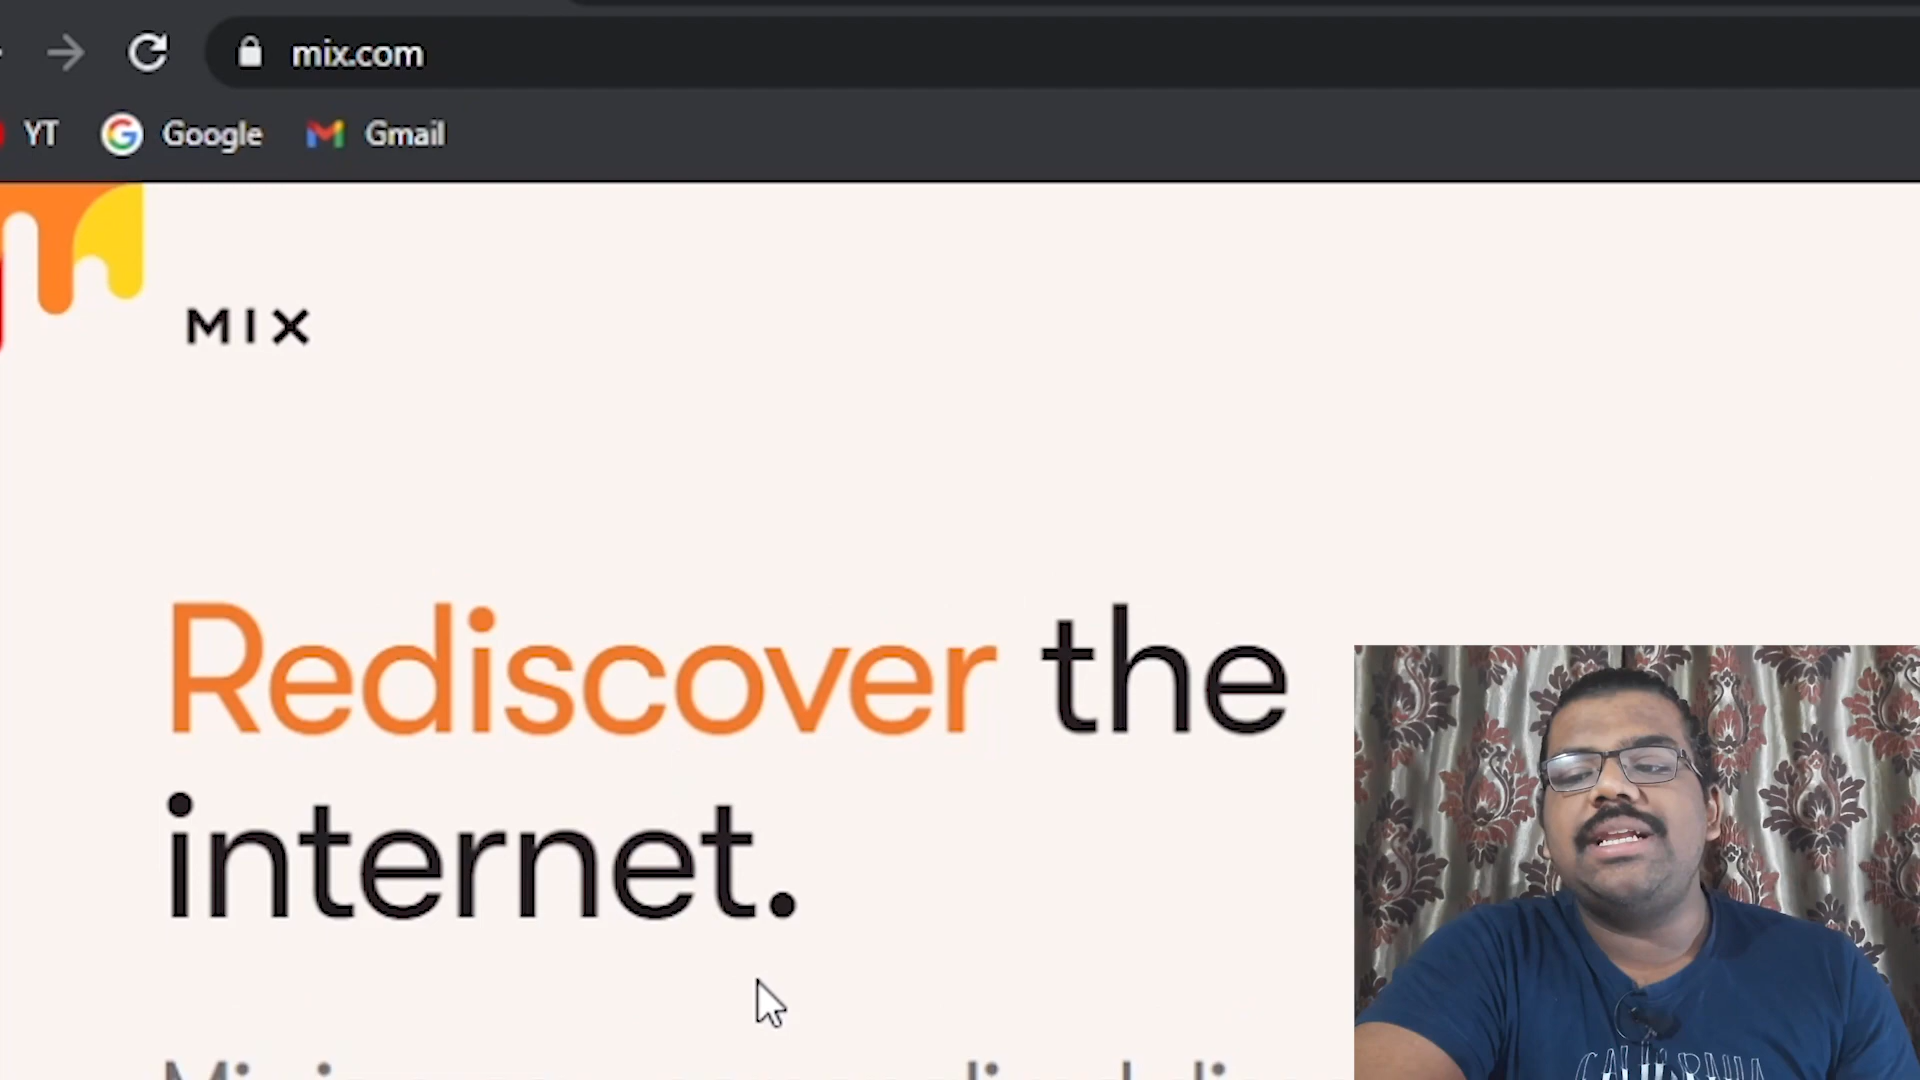 mix.com
YT Google Gmail
MIX
Rediscover the
internet.